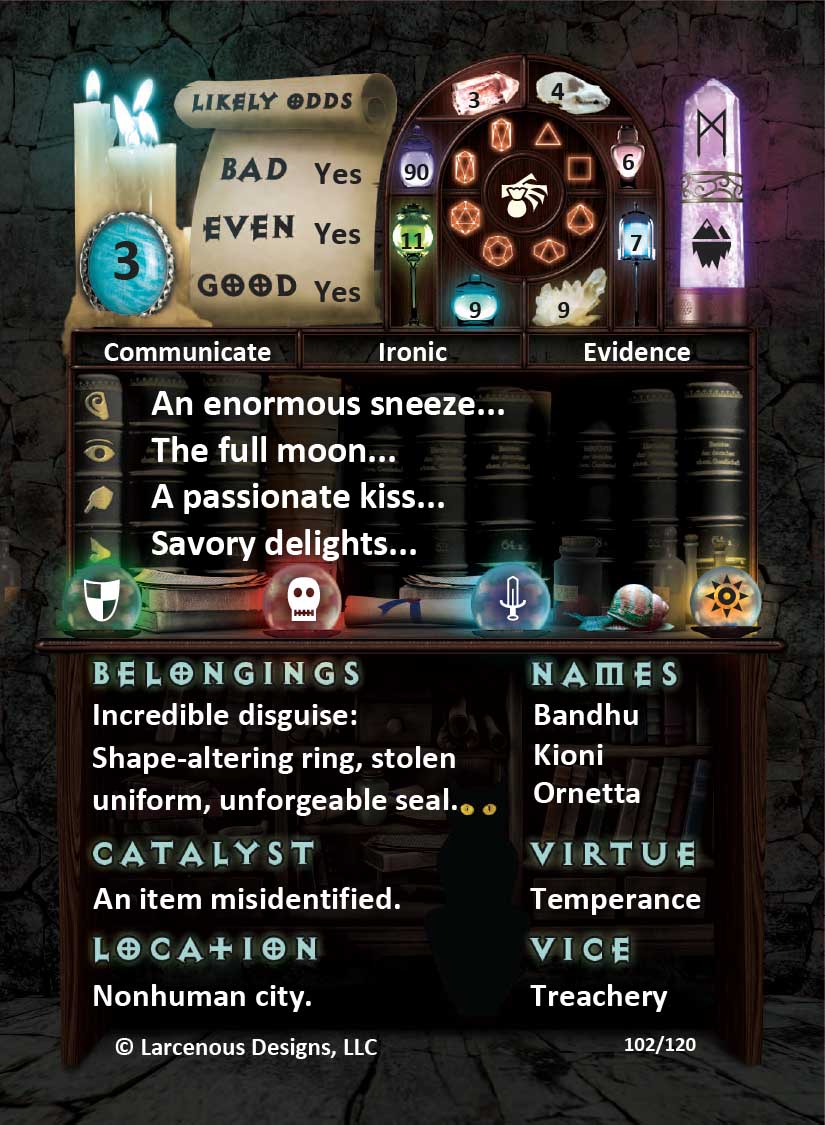 LIKELY ODDS
BAD Yes
EVEN Yes
GOOD Yes
3
3
4
90
6
11
7
9
9
Communicate Ironic Evidence
An enormous sneeze...
The full moon...
A passionate kiss...
Savory delights...
BELONGINGS
Incredible disguise:
Shape-altering ring, stolen
uniform, unforgeable seal.
CATALYST
An item misidentified.
LOCATION
Nonhuman city.
NAMES
Bandhu
Kioni
Ornetta
VIRTUE
Temperance
VICE
Treachery
© Larcenous Designs, LLC
102/120